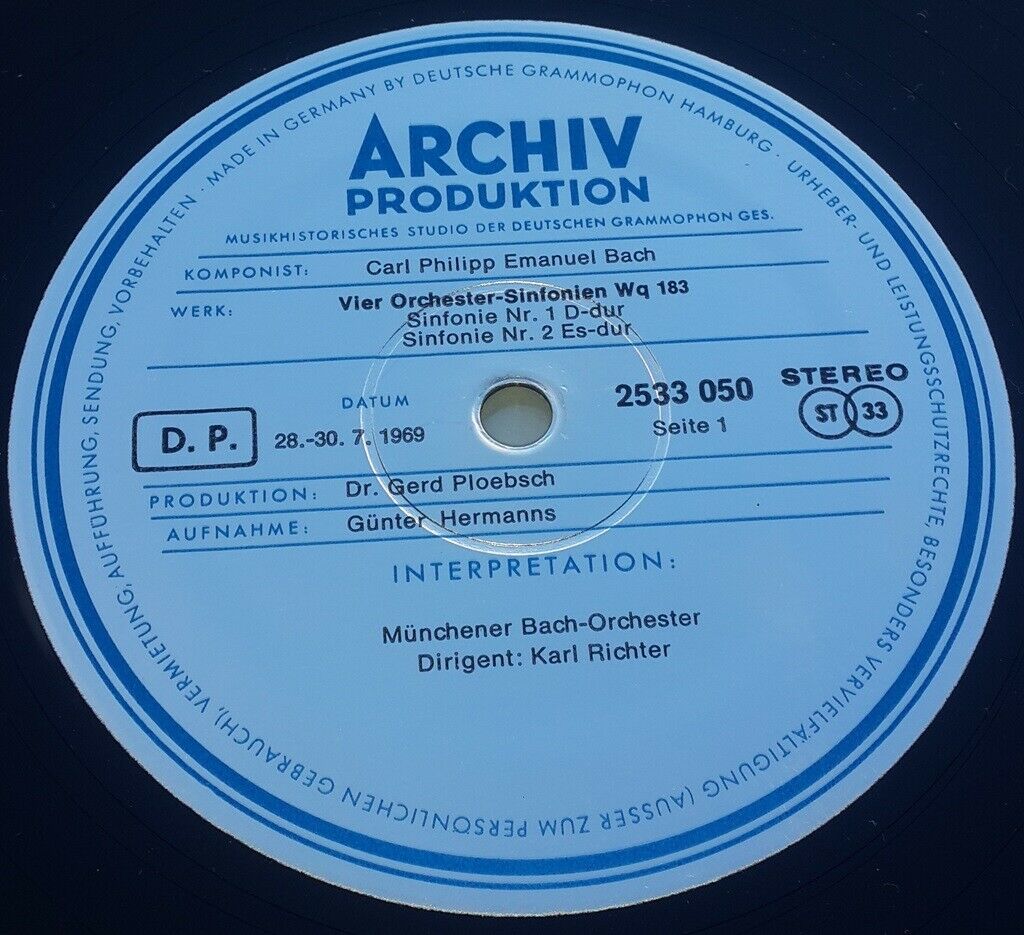 MADE IN GERMANY BY DEUTSCHE GRAMMOPHON HAMBURG · URHEBER- UND LEISTUNGSSCHUTZRECHTE, BESONDERS VERVIELFÄLTIGUNG (AUSSER ZUM PERSÖNLICHEN GEBRAUCH), VERMIETUNG, AUFFÜHRUNG, SENDUNG, VORBEHALTEN ·
ARCHIV
PRODUKTION
MUSIKHISTORISCHES STUDIO DER DEUTSCHEN GRAMMOPHON GES.
KOMPONIST: Carl Philipp Emanuel Bach
WERK: Vier Orchester-Sinfonien Wq 183
Sinfonie Nr. 1 D-dur
Sinfonie Nr. 2 Es-dur
D. P. DATUM 2533 050 STEREO
28.-30. 7. 1969 Seite 1 ST 33
PRODUKTION: Dr. Gerd Ploebsch
AUFNAHME: Günter Hermanns
INTERPRETATION:
Münchener Bach-Orchester
Dirigent: Karl Richter